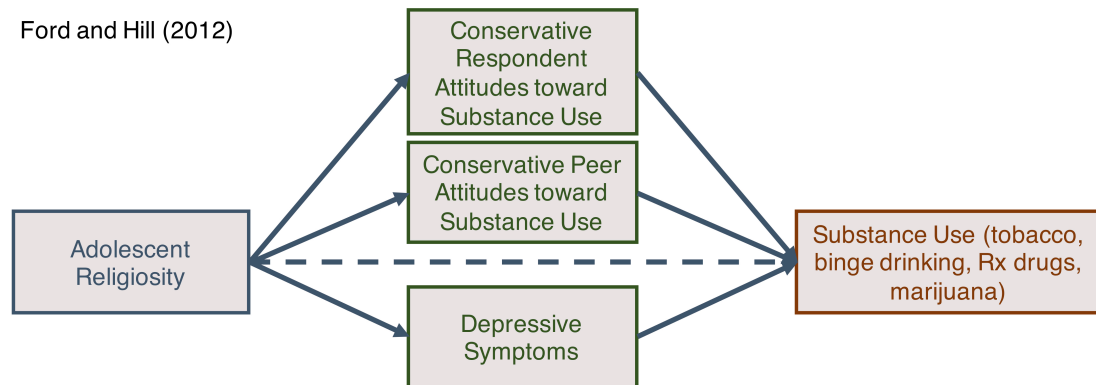 Ford and Hill (2012)
Conservative
Respondent
Attitudes toward
Substance Use
Conservative Peer
Attitudes toward
Substance Use
Adolescent
Religiosity
Substance Use (tobacco,
binge drinking, Rx drugs,
marijuana)
Depressive
Symptoms